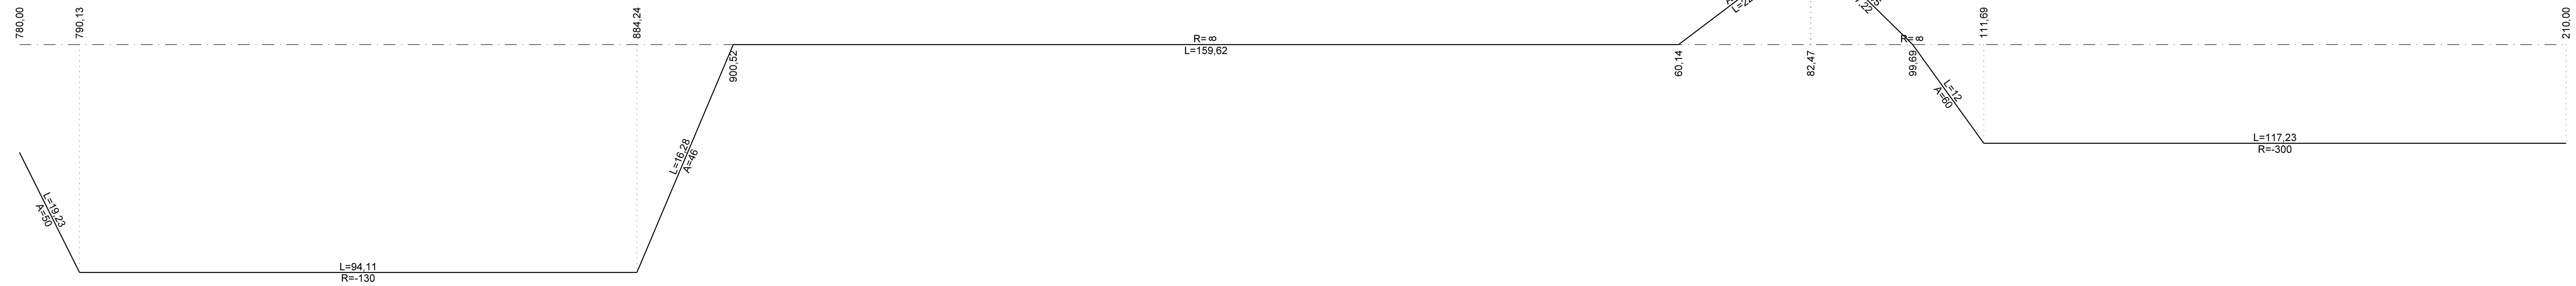 780,00
790,13
884,24
900,52
60,14
82,47
99,69
111,69
210,00
L=19,23
A=50
L=94,11
R=-130
L=16,28
A=46
R=∞
L=159,62
R=∞
L=12
A=60
L=117,23
R=-300